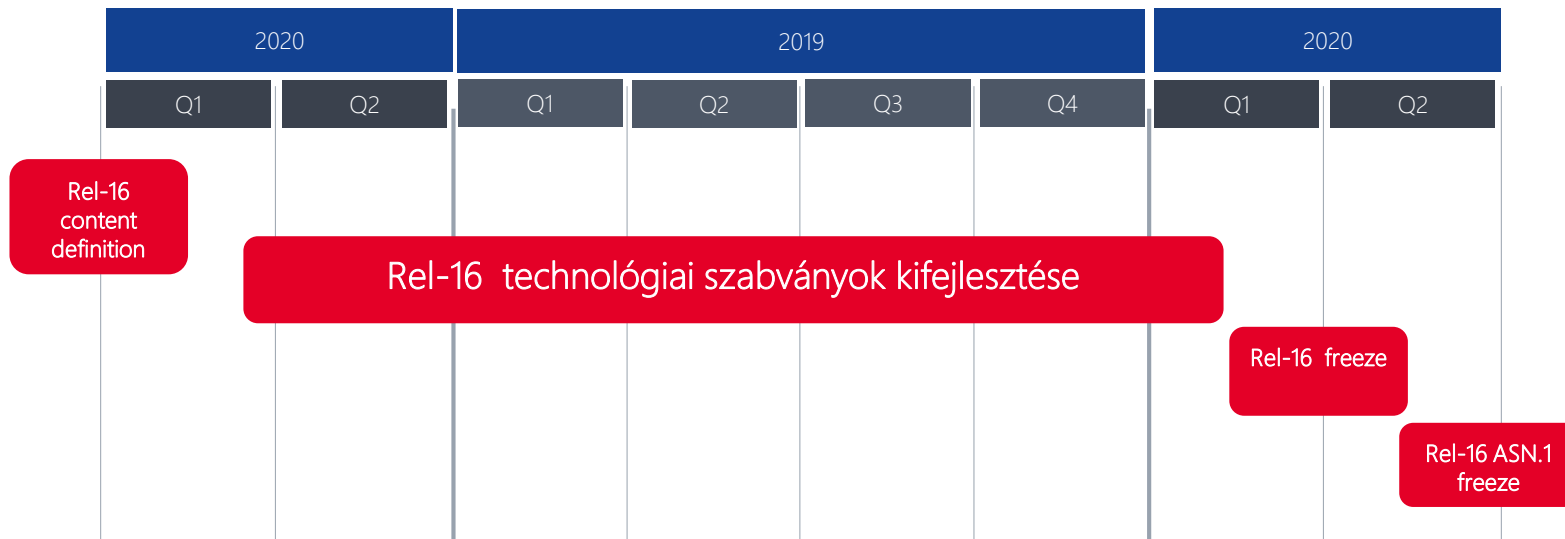 2020
2019
2020
Q1
Q2
Q1
Q2
Q3
Q4
Q1
Q2
Rel-16
content
definition
Rel-16 technológiai szabványok kifejlesztése
Rel-16 freeze
Rel-16 ASN.1
freeze